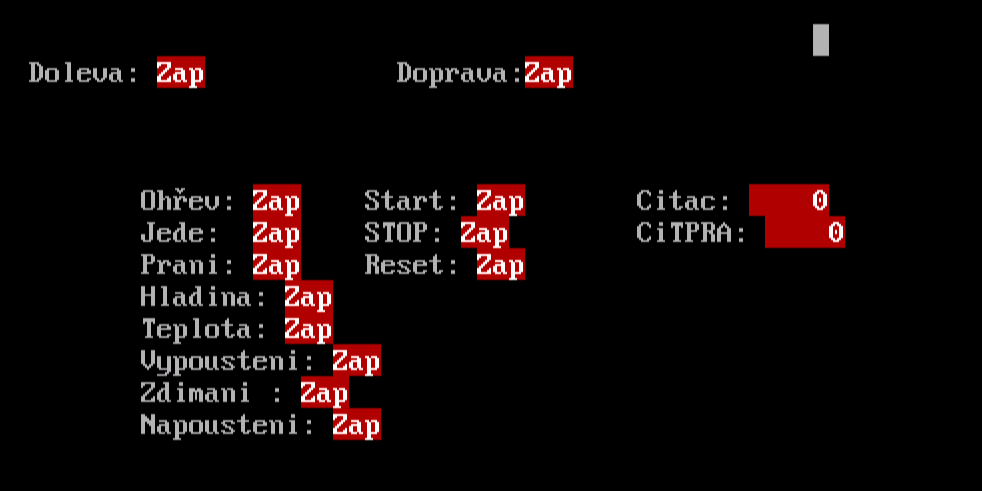 Doleva: Zap Doprava:Zap
Ohřev: Zap Start: Zap Citac: 0
Jede: Zap STOP: Zap CiTPRA: 0
Prani: Zap Reset: Zap
Hladina: Zap
Teplota: Zap
Vypousteni: Zap
Zdimani : Zap
Napousteni: Zap